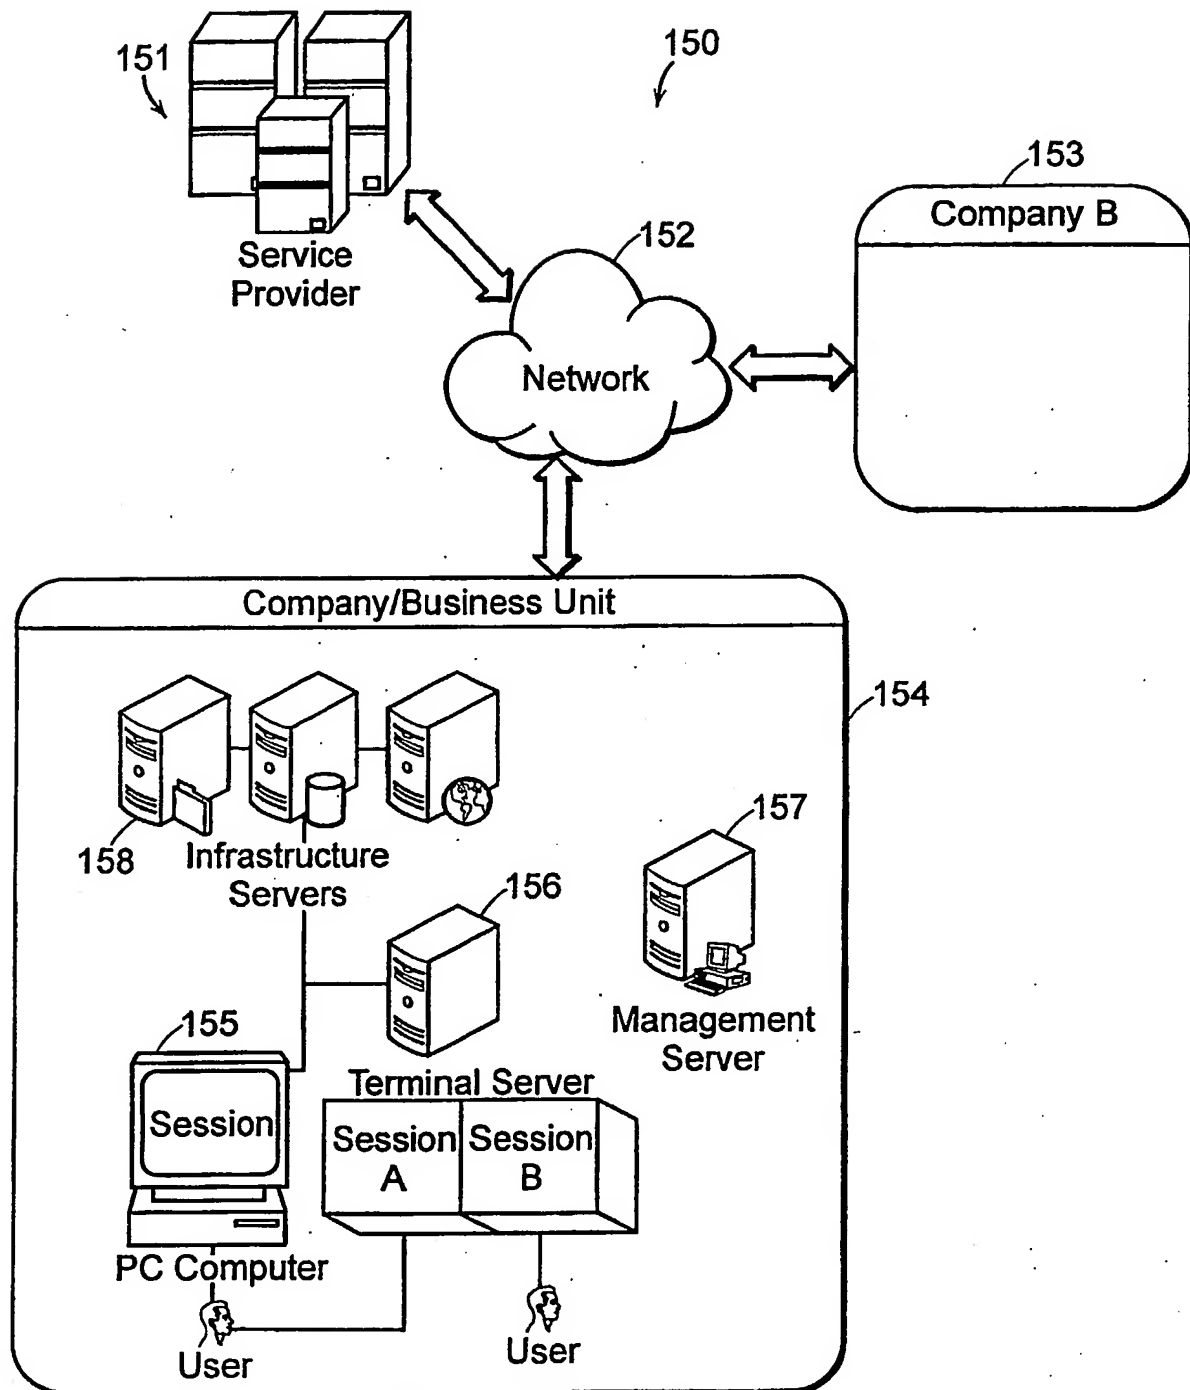 151
150
Service
Provider
153
Company B
152
Network
Company/Business Unit
154
158
Infrastructure
Servers
157
156
Management
Server
155
Session
Terminal Server
Session
A
Session
B
PC Computer
User
User